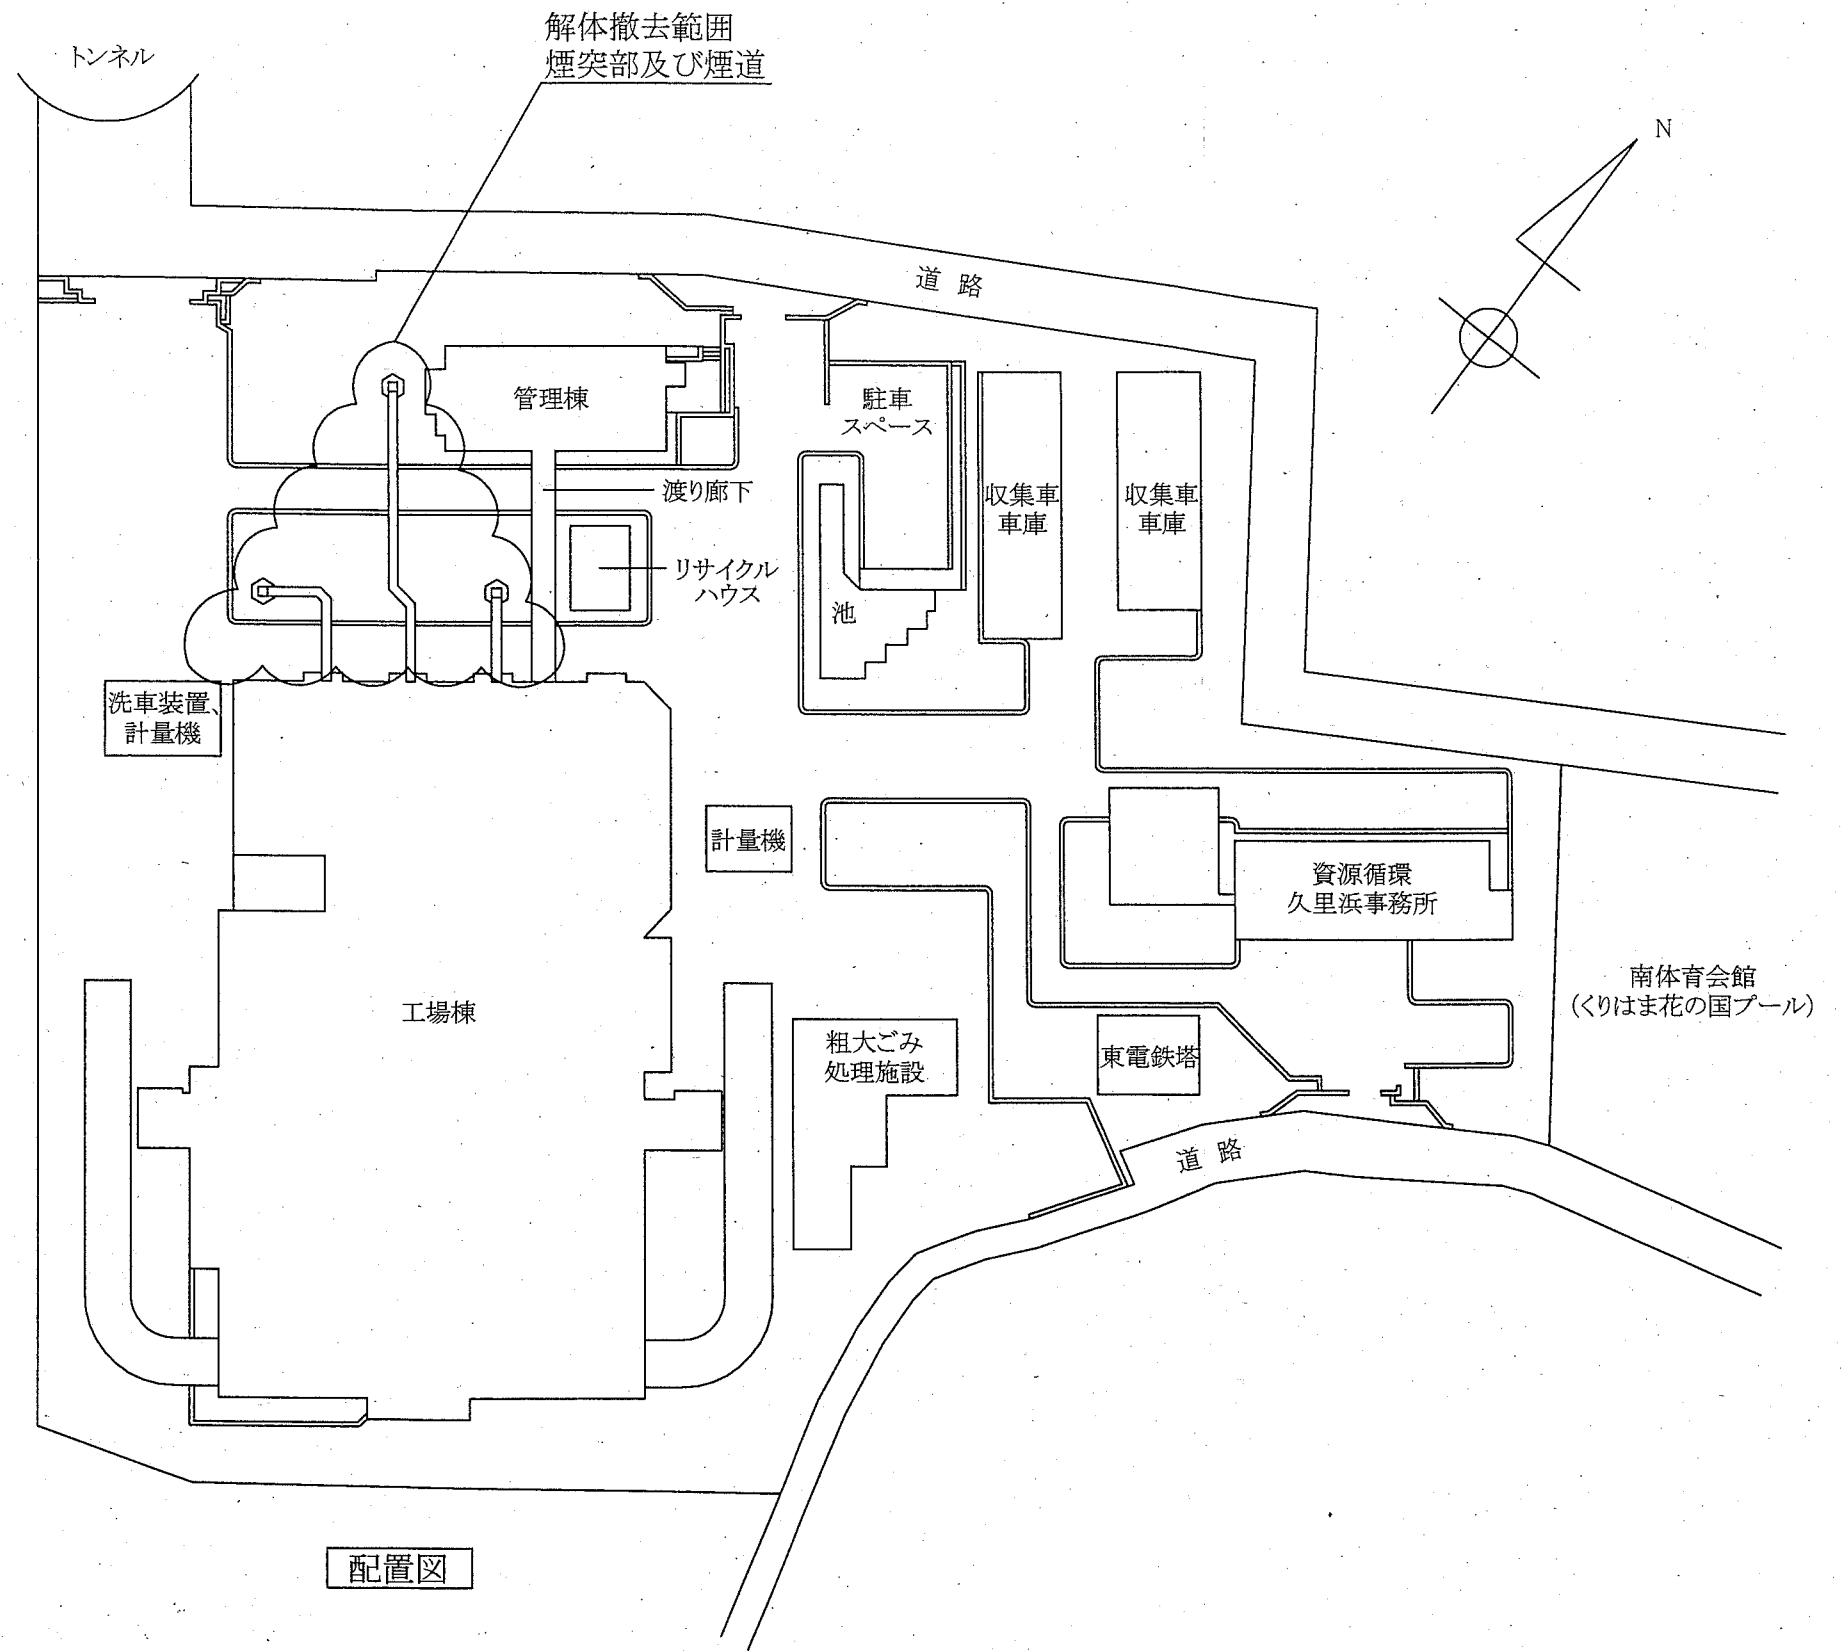 解体撤去範囲
煙突部及び煙道
トンネル
N
道路
管理棟
駐車
スペース
渡り廊下
収集車
車庫
収集車
車庫
リサイクル
ハウス
池
洗車装置、
計量機
計量機
資源循環
久里浜事務所
南体育会館
(くりはま花の国プール)
工場棟
粗大ごみ
処理施設
東電鉄塔
道路
配置図